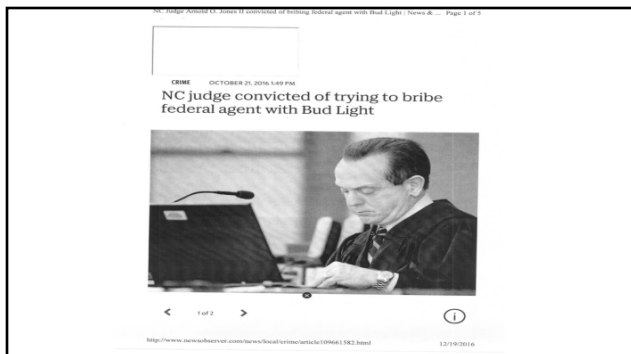 NC Judge Arnold O. Jones II convicted of bribing federal agent with Bud Light | News & ... Page 1 of 5
CRIME OCTOBER 21, 2016 1:49 PM
NC judge convicted of trying to bribe
federal agent with Bud Light
1 of 2
http://www.newsobserver.com/news/local/crime/article109661582.html 12/19/2016